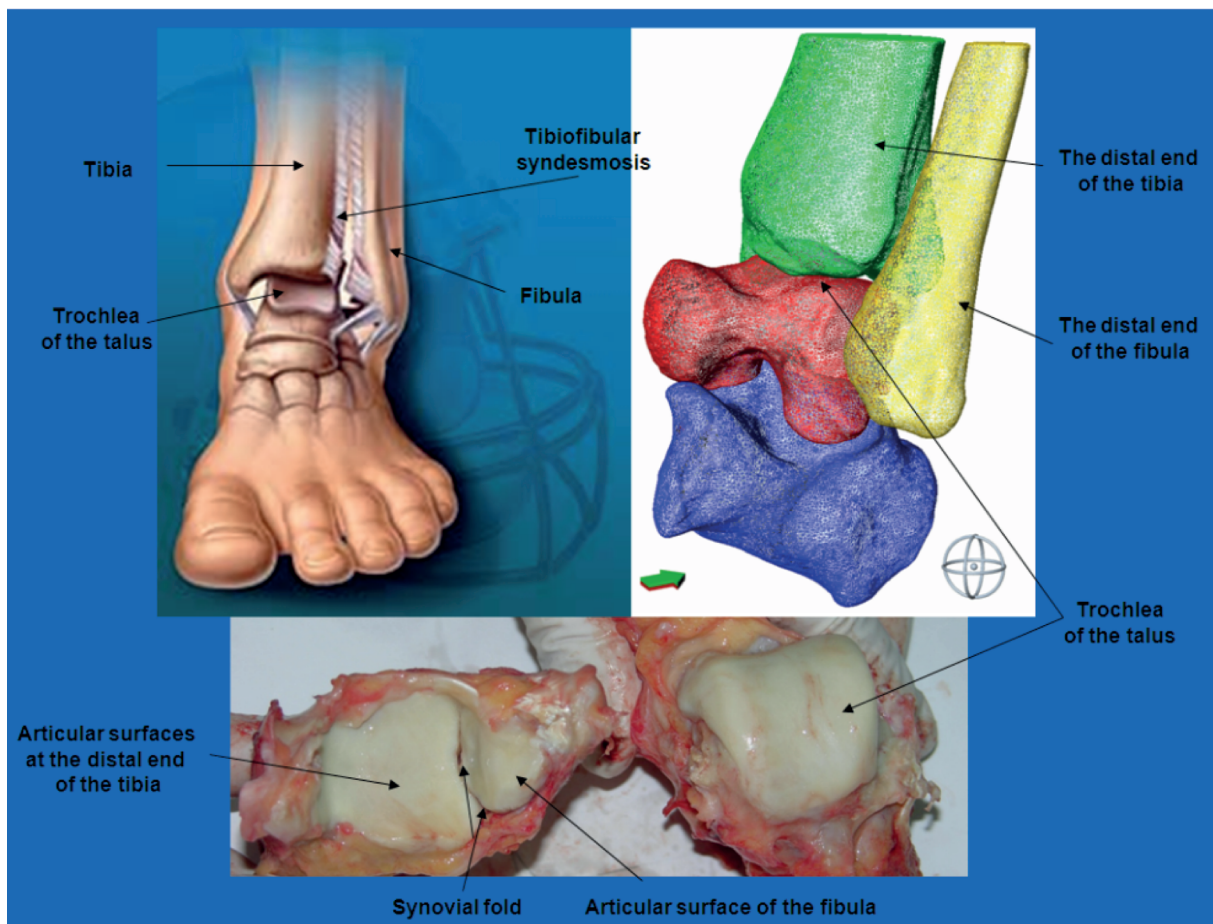 Tibiofibular
syndesmosis
Tibia
The distal end
of the tibia
Fibula
Trochlea
of the talus
The distal end
of the fibula
Trochlea
of the talus
Articular surfaces
at the distal end
of the tibia
Synovial fold
Articular surface of the fibula